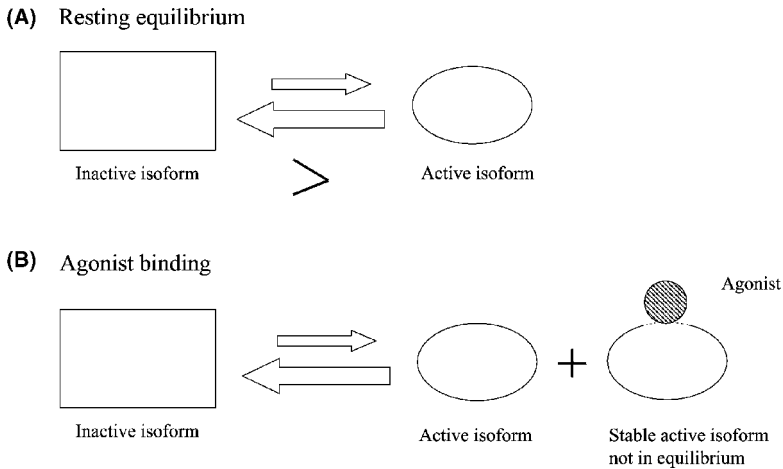 (A) Resting equilibrium
Inactive isoform
>
Active isoform
(B) Agonist binding
Agonist
+
Inactive isoform
Active isoform
Stable active isoform
not in equilibrium